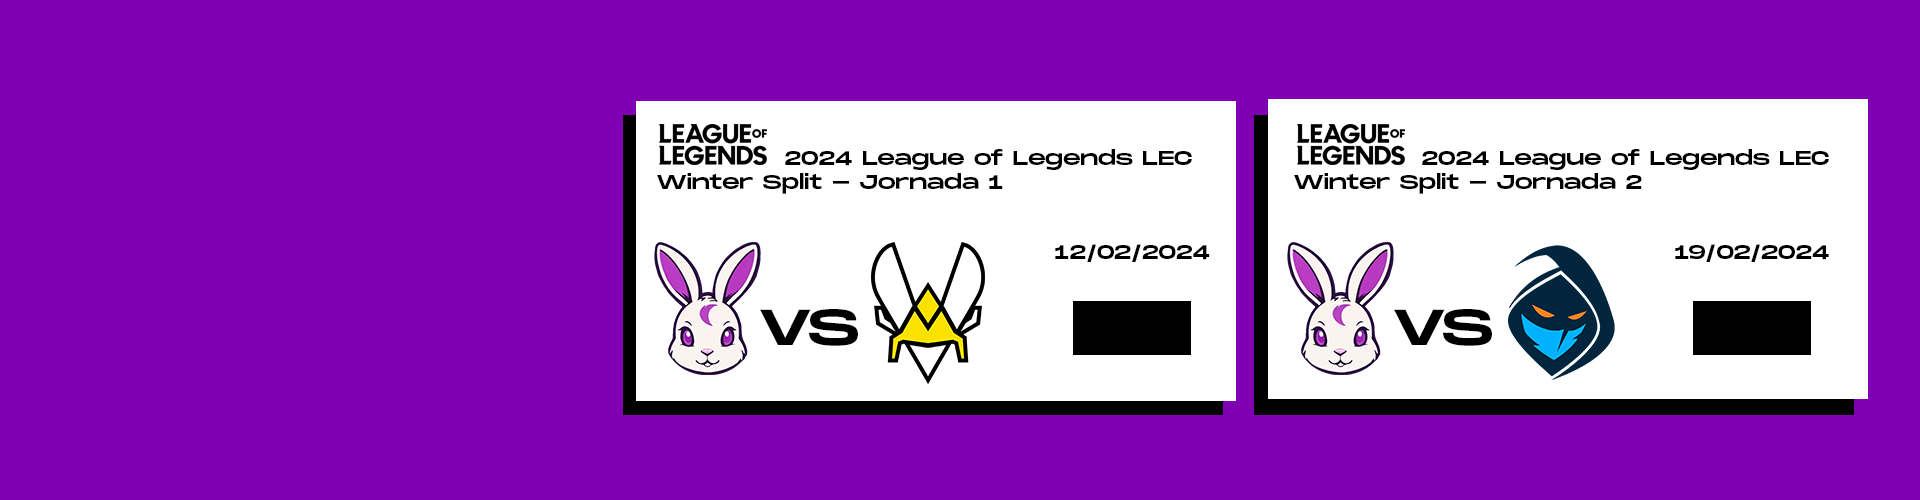 LEAGUE OF
LEGENDS 2024 League of Legends LEC
Winter Split – Jornada 1
12/02/2024
VS
LEAGUE OF
LEGENDS 2024 League of Legends LEC
Winter Split – Jornada 2
19/02/2024
VS